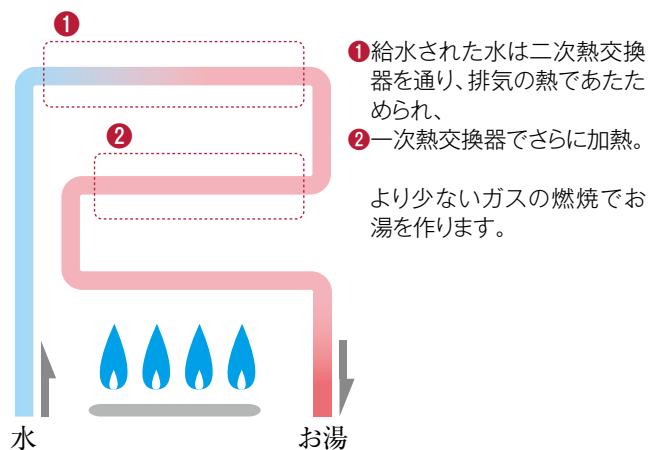 ❶
❶給水された水は二次熱交換
器を通り、排気の熱であたた
められ、
❷
❷一次熱交換器でさらに加熱。
より少ないガスの燃焼でお
湯を作ります。
水
お湯